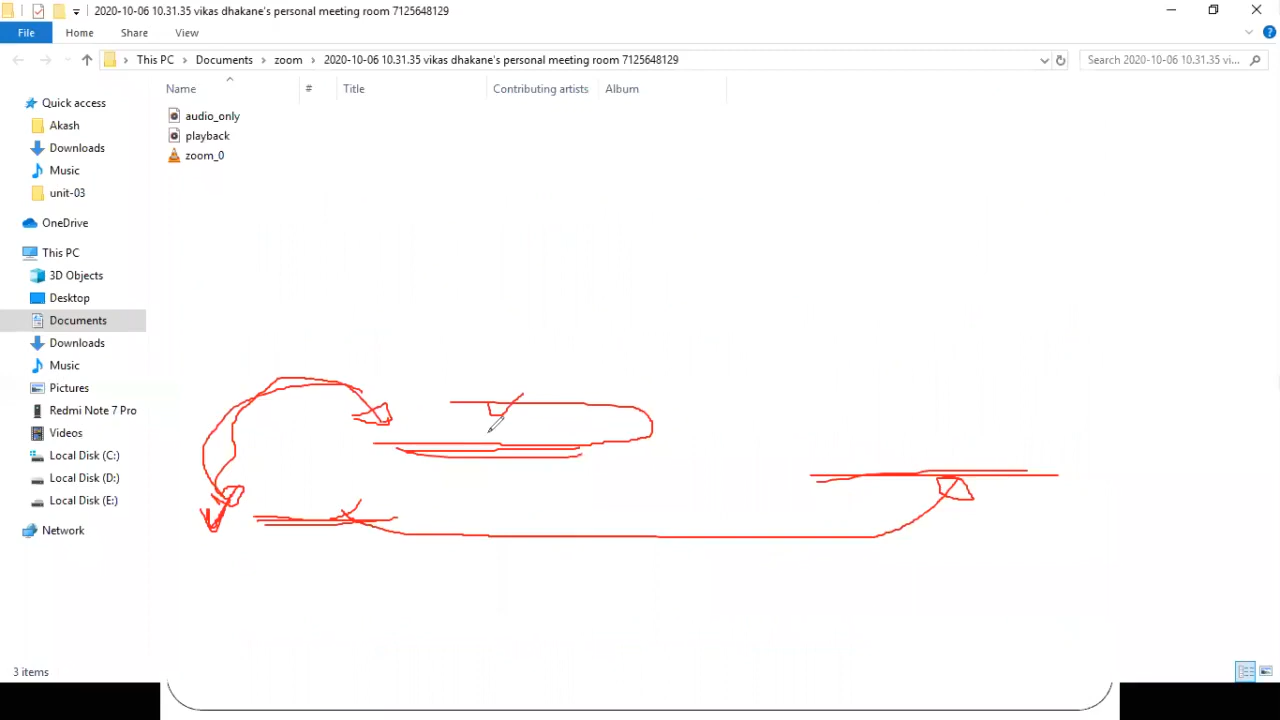 2020-10-06 10.31.35 vikas dhakane's personal meeting room 7125648129
File Home Share View
This PC Documents zoom 2020-10-06 10.31.35 vikas dhakane's personal meeting room 7125648129 Search 2020-10-06 10.31.35 vi...
Name # Title Contributing artists Album
Quick access
Akash
Downloads
Music
unit-03
OneDrive
This PC
3D Objects
Desktop
Documents
Downloads
Music
Pictures
Redmi Note 7 Pro
Videos
Local Disk (C:)
Local Disk (D:)
Local Disk (E:)
Network
audio_only
playback
zoom_0
3 items